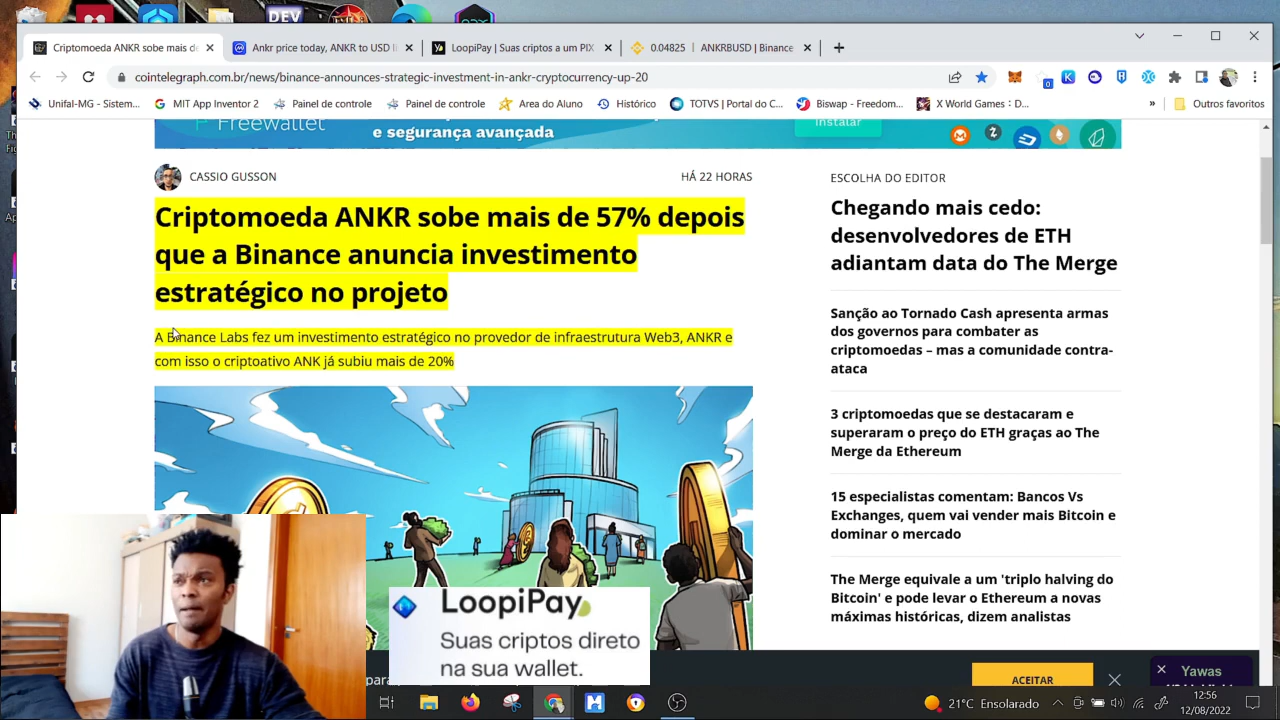 DEV
Criptomoeda ANKR sobe mais de
Ankr price today, ANKR to USD li
LoopiPay | Suas criptos a um PIX
0.04825 | ANKRBUSD | Binance
cointelegraph.com.br/news/binance-announces-strategic-investment-in-ankr-cryptocurrency-up-20
0
Unifal-MG - Sistem...
MIT App Inventor 2
Painel de controle
Painel de controle
Area do Aluno
Histórico
TOTVS | Portal do C...
Biswap - Freedom...
X World Games : D...
»
Outros favoritos
Freewallet
e segurança avançada
Instalar
CASSIO GUSSON
HÁ 22 HORAS
Criptomoeda ANKR sobe mais de 57% depois
que a Binance anuncia investimento
estratégico no projeto
A Binance Labs fez um investimento estratégico no provedor de infraestrutura Web3, ANKR e
com isso o criptoativo ANK já subiu mais de 20%
ESCOLHA DO EDITOR
Chegando mais cedo:
desenvolvedores de ETH
adiantam data do The Merge
Sanção ao Tornado Cash apresenta armas
dos governos para combater as
criptomoedas – mas a comunidade contra-
ataca
3 criptomoedas que se destacaram e
superaram o preço do ETH graças ao The
Merge da Ethereum
15 especialistas comentam: Bancos Vs
Exchanges, quem vai vender mais Bitcoin e
dominar o mercado
The Merge equivale a um 'triplo halving do
Bitcoin' e pode levar o Ethereum a novas
máximas históricas, dizem analistas
LoopiPay
Suas criptos direto
na sua wallet.
para
ACEITAR
Yawas
21°C Ensolarado
12:56
12/08/2022